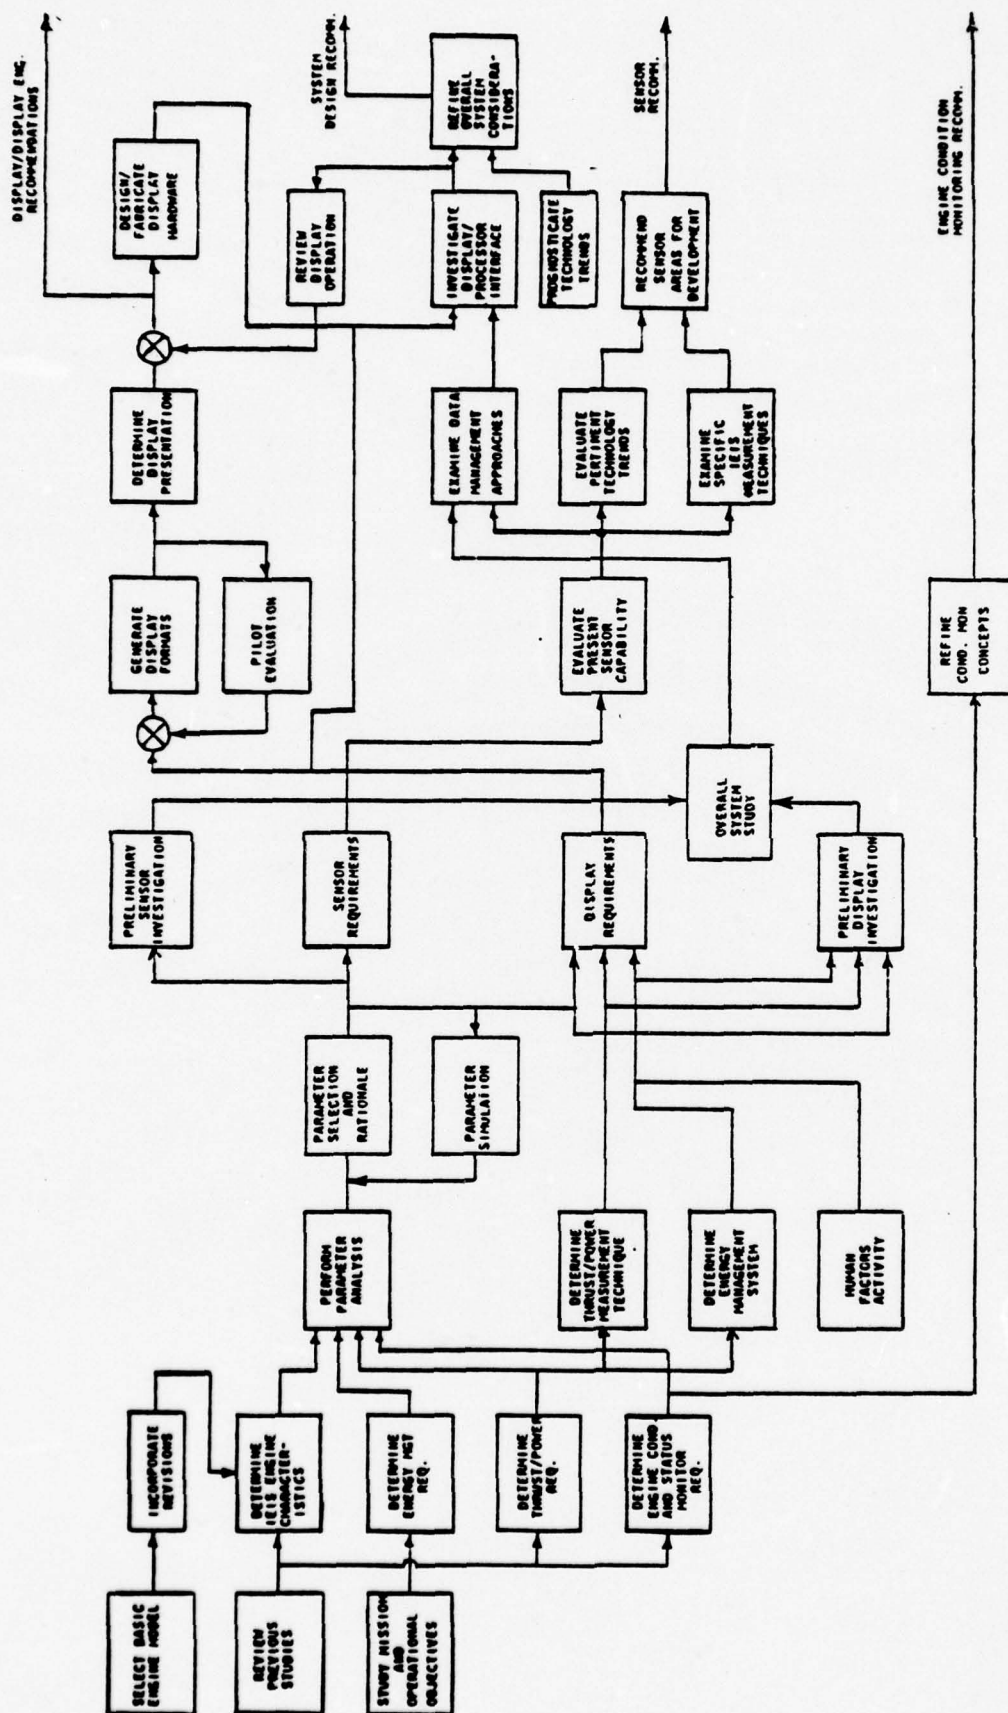 SELECT BASIC
ENGINE MODEL
INCORPORATE
REVISIONS
REVIEW
PREVIOUS
STUDIES
DETERMINE
IEIS ENGINE
CHARACTER-
ISTICS
STUDY MISSION
AND
OPERATIONAL
OBJECTIVES
DETERMINE
ENERGY MGT
REQ.
DETERMINE
THRUST/POWER
REQ.
DETERMINE
ENGINE COND.
AND STATUS
MONITOR
REQ.
PERFORM
PARAMETER
ANALYSIS
DETERMINE
THRUST/POWER
MEASUREMENT
TECHNIQUE
DETERMINE
ENERGY
MANAGEMENT
SYSTEM
HUMAN
FACTORS
ACTIVITY
PARAMETER
SELECTION
AND
RATIONALE
PARAMETER
SIMULATION
PRELIMINARY
SENSOR
INVESTIGATION
SENSOR
REQUIREMENTS
DISPLAY
REQUIREMENTS
PRELIMINARY
DISPLAY
INVESTIGATION
OVERALL
SYSTEM
STUDY
GENERATE
DISPLAY
FORMATS
PILOT
EVALUATION
EVALUATE
PRESENT
SENSOR
CAPABILITY
REFINE
COND. MON
CONCEPTS
DETERMINE
DISPLAY
PRESENTATION
EXAMINE DATA
MANAGEMENT
APPROACHES
EVALUATE
PERTINENT
TECHNOLOGY
TRENDS
EXAMINE
SPECIFIC
IEIS
MEASUREMENT
TECHNIQUES
DESIGN/
FABRICATE
DISPLAY
HARDWARE
REVIEW
DISPLAY
OPERATION
INVESTIGATE
DISPLAY/
PROCESSOR
INTERFACE
PROGNOSTICATE
TECHNOLOGY
TRENDS
RECOMMEND
SENSOR
AREAS FOR
DEVELOPMENT
REFINE
OVERALL
SYSTEM
CONSIDERA-
TIONS
DISPLAY/DISPLAY ENG.
RECOMMENDATIONS
SYSTEM
DESIGN RECOMM.
SENSOR
RECOMM.
ENGINE CONDITION
MONITORING RECOMM.